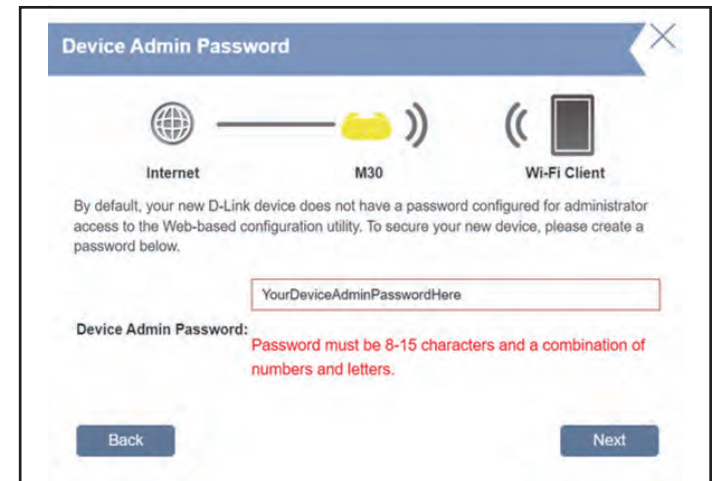 Device Admin Password
Internet
M30
Wi-Fi Client
By default, your new D-Link device does not have a password configured for administrator
access to the Web-based configuration utility. To secure your new device, please create a
password below.
YourDeviceAdminPasswordHere
Device Admin Password:
Password must be 8-15 characters and a combination of
numbers and letters.
Back
Next